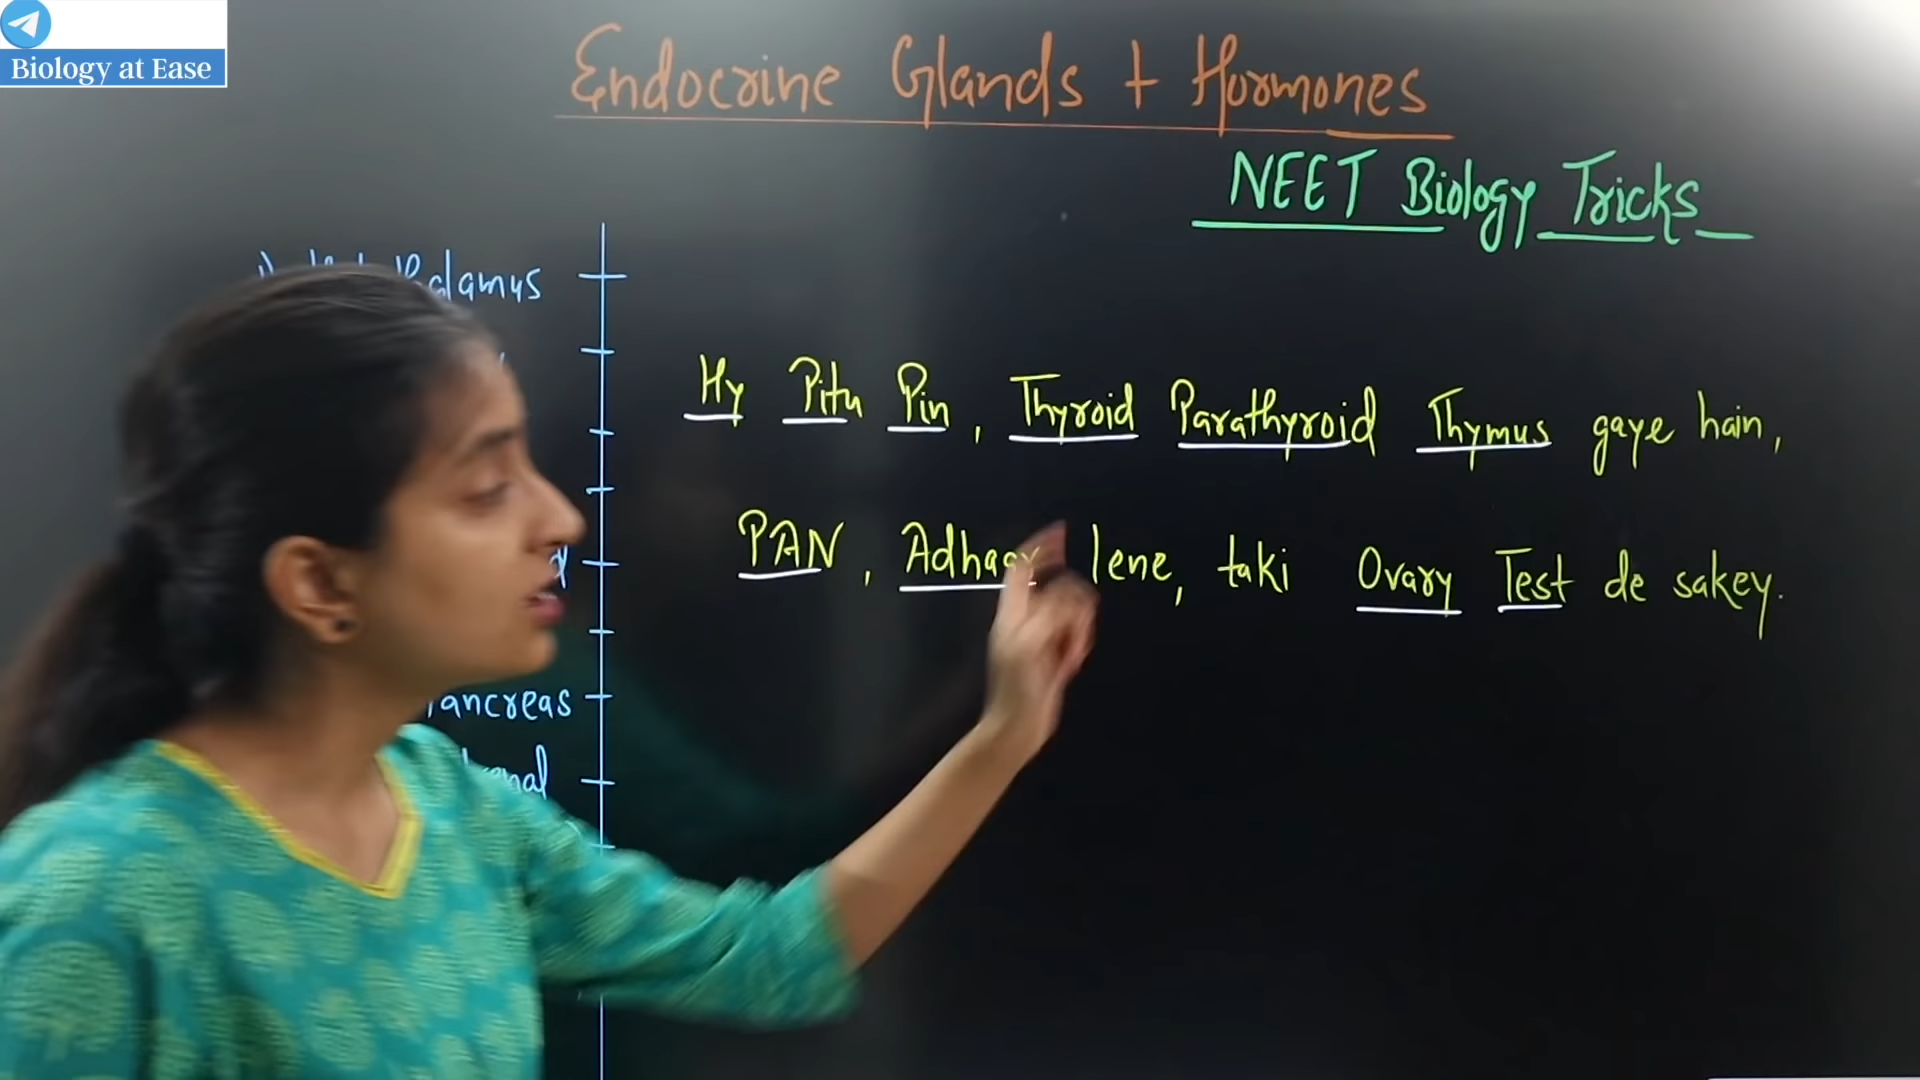 Biology at Ease
Endocrine Glands + Hormones
NEET Biology Tricks
Hy Pitu Pin, Thyroid Parathyroid Thymus gaye hain,
PAN, Adhaar lene, taki Ovary Test de sakey.